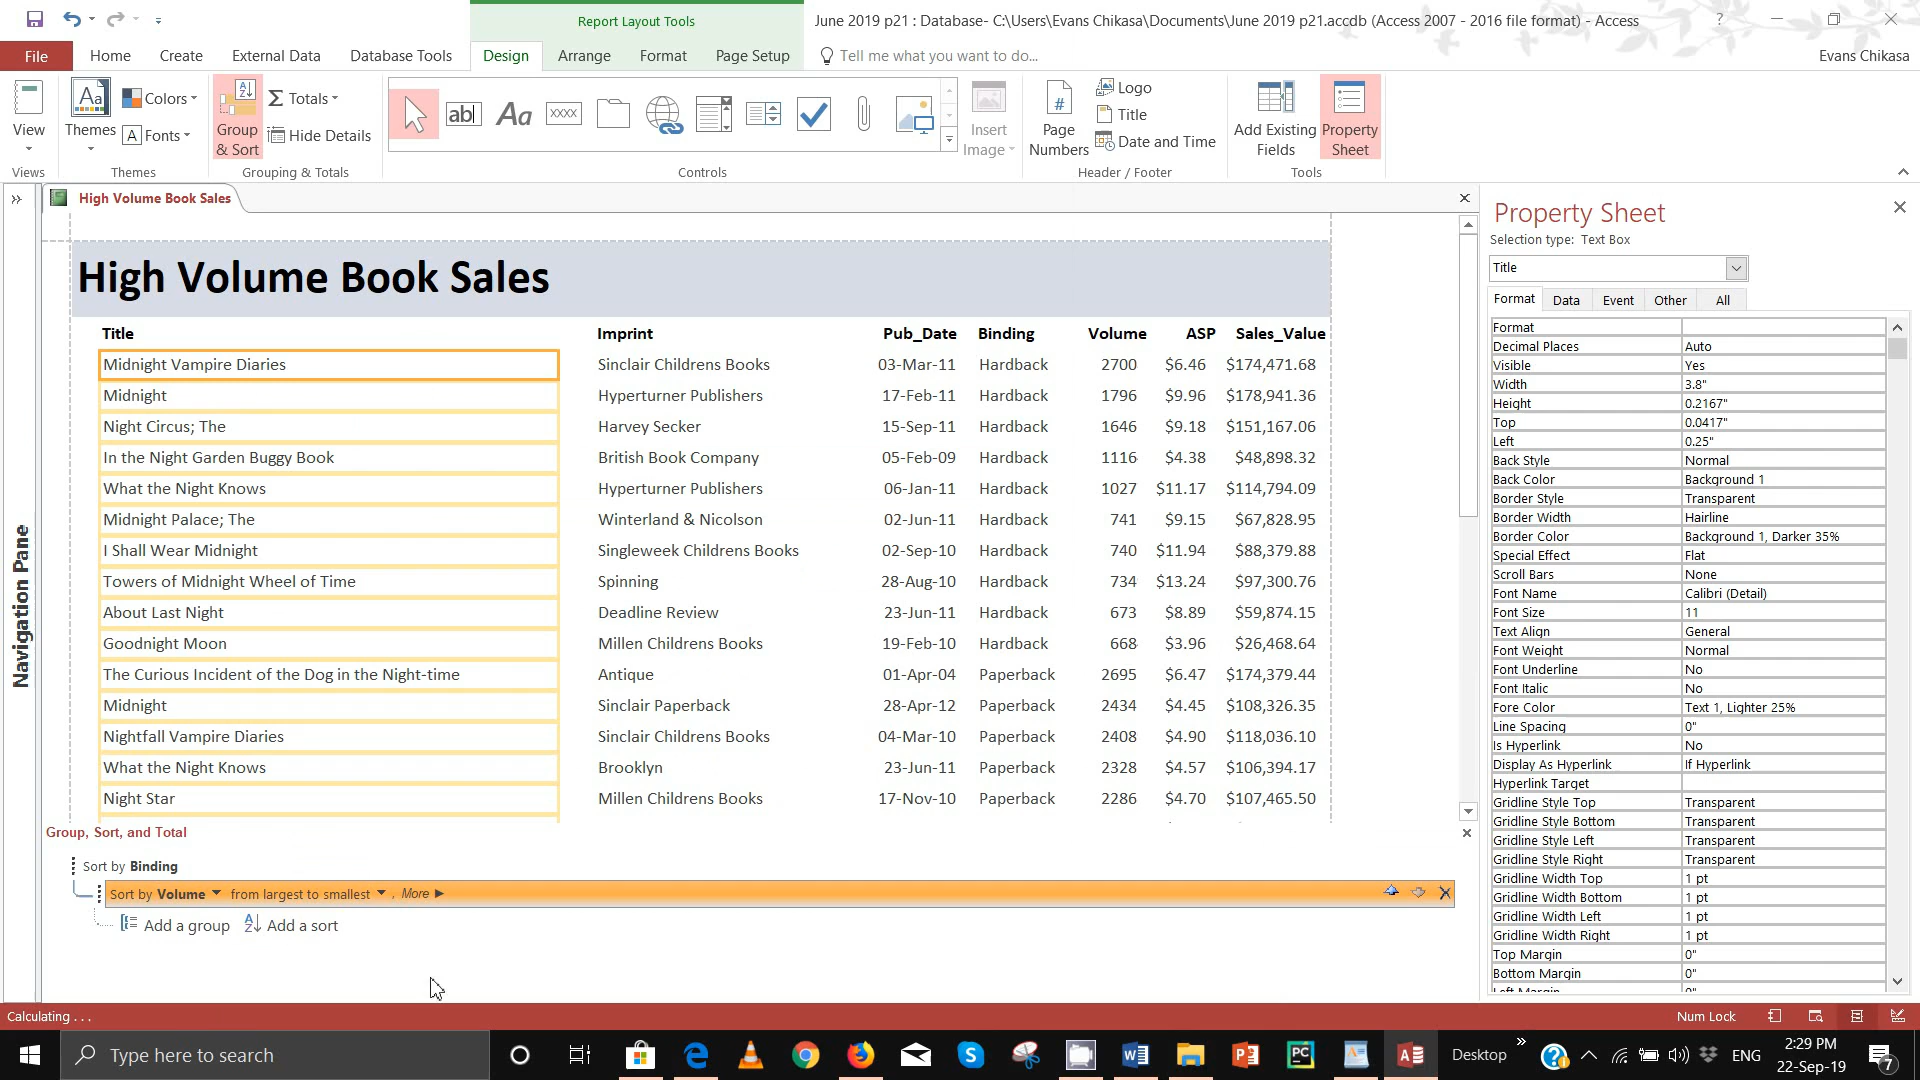 Report Layout Tools
June 2019 p21 : Database- C:\Users\Evans Chikasa\Documents\June 2019 p21.accdb (Access 2007 - 2016 file format) - Access
File Home Create External Data Database Tools Design Arrange Format Page Setup Tell me what you want to do... Evans Chikasa
View
Themes
Colors
Fonts
Group & Sort
Totals
Hide Details
ab|
Aa
XXXX
Insert Image
Page Numbers
Logo
Title
Date and Time
Add Existing Fields
Property Sheet
Views Themes Grouping & Totals Controls Header / Footer Tools
Navigation Pane
High Volume Book Sales
High Volume Book Sales
Title Imprint Pub_Date Binding Volume ASP Sales_Value
Midnight Vampire Diaries Sinclair Childrens Books 03-Mar-11 Hardback 2700 $6.46 $174,471.68
Midnight Hyperturner Publishers 17-Feb-11 Hardback 1796 $9.96 $178,941.36
Night Circus; The Harvey Secker 15-Sep-11 Hardback 1646 $9.18 $151,167.06
In the Night Garden Buggy Book British Book Company 05-Feb-09 Hardback 1116 $4.38 $48,898.32
What the Night Knows Hyperturner Publishers 06-Jan-11 Hardback 1027 $11.17 $114,794.09
Midnight Palace; The Winterland & Nicolson 02-Jun-11 Hardback 741 $9.15 $67,828.95
I Shall Wear Midnight Singleweek Childrens Books 02-Sep-10 Hardback 740 $11.94 $88,379.88
Towers of Midnight Wheel of Time Spinning 28-Aug-10 Hardback 734 $13.24 $97,300.76
About Last Night Deadline Review 23-Jun-11 Hardback 673 $8.89 $59,874.15
Goodnight Moon Millen Childrens Books 19-Feb-10 Hardback 668 $3.96 $26,468.64
The Curious Incident of the Dog in the Night-time Antique 01-Apr-04 Paperback 2695 $6.47 $174,379.44
Midnight Sinclair Paperback 28-Apr-12 Paperback 2434 $4.45 $108,326.35
Nightfall Vampire Diaries Sinclair Childrens Books 04-Mar-10 Paperback 2408 $4.90 $118,036.10
What the Night Knows Brooklyn 23-Jun-11 Paperback 2328 $4.57 $106,394.17
Night Star Millen Childrens Books 17-Nov-10 Paperback 2286 $4.70 $107,465.50
Group, Sort, and Total
Sort by Binding
Sort by Volume from largest to smallest , More
Add a group Add a sort
Property Sheet
Selection type: Text Box
Title
Format Data Event Other All
Format
Decimal Places Auto
Visible Yes
Width 3.8"
Height 0.2167"
Top 0.0417"
Left 0.25"
Back Style Normal
Back Color Background 1
Border Style Transparent
Border Width Hairline
Border Color Background 1, Darker 35%
Special Effect Flat
Scroll Bars None
Font Name Calibri (Detail)
Font Size 11
Text Align General
Font Weight Normal
Font Underline No
Font Italic No
Fore Color Text 1, Lighter 25%
Line Spacing 0"
Is Hyperlink No
Display As Hyperlink If Hyperlink
Hyperlink Target
Gridline Style Top Transparent
Gridline Style Bottom Transparent
Gridline Style Left Transparent
Gridline Style Right Transparent
Gridline Width Top 1 pt
Gridline Width Bottom 1 pt
Gridline Width Left 1 pt
Gridline Width Right 1 pt
Top Margin 0"
Bottom Margin 0"
Left Margin 0"
Calculating . . . Num Lock
Type here to search Desktop ENG
2:29 PM
22-Sep-19
7